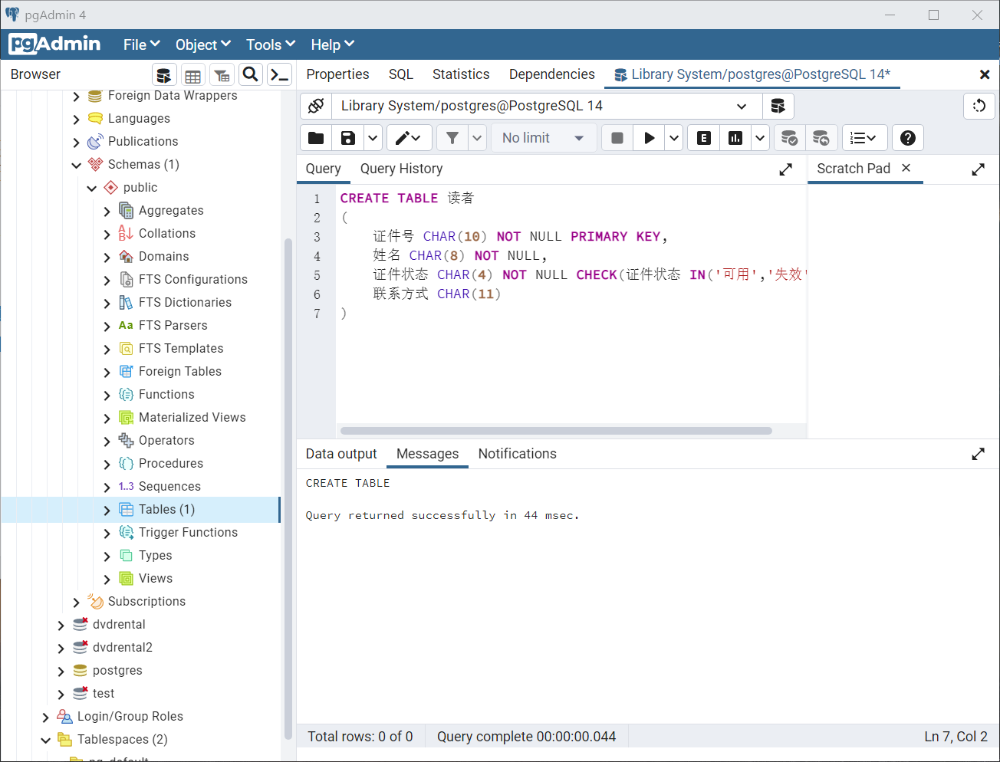 pgAdmin 4
pgAdmin File Object Tools Help
Browser
Properties SQL Statistics Dependencies Library System/postgres@PostgreSQL 14*
Foreign Data Wrappers
Languages
Publications
Schemas (1)
public
Aggregates
Collations
Domains
FTS Configurations
FTS Dictionaries
Aa FTS Parsers
FTS Templates
Foreign Tables
Functions
Materialized Views
Operators
Procedures
1..3 Sequences
Tables (1)
Trigger Functions
Types
Views
Subscriptions
dvdrental
dvdrental2
postgres
test
Login/Group Roles
Tablespaces (2)
pg_default
Library System/postgres@PostgreSQL 14
No limit
E
Query Query History
Scratch Pad
1 CREATE TABLE 读者
2 (
3 证件号 CHAR(10) NOT NULL PRIMARY KEY,
4 姓名 CHAR(8) NOT NULL,
5 证件状态 CHAR(4) NOT NULL CHECK(证件状态 IN('可用','失效'
6 联系方式 CHAR(11)
7 )
Data output Messages Notifications
CREATE TABLE
Query returned successfully in 44 msec.
Total rows: 0 of 0 Query complete 00:00:00.044 Ln 7, Col 2